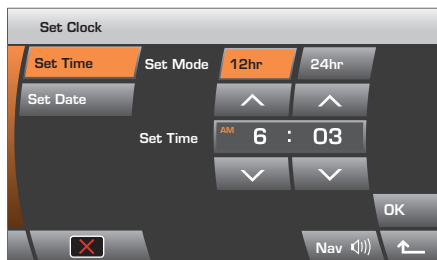 Set Clock
Set Time Set Mode 12hr 24hr
Set Date
Set Time AM 6 : 03
OK
Nav